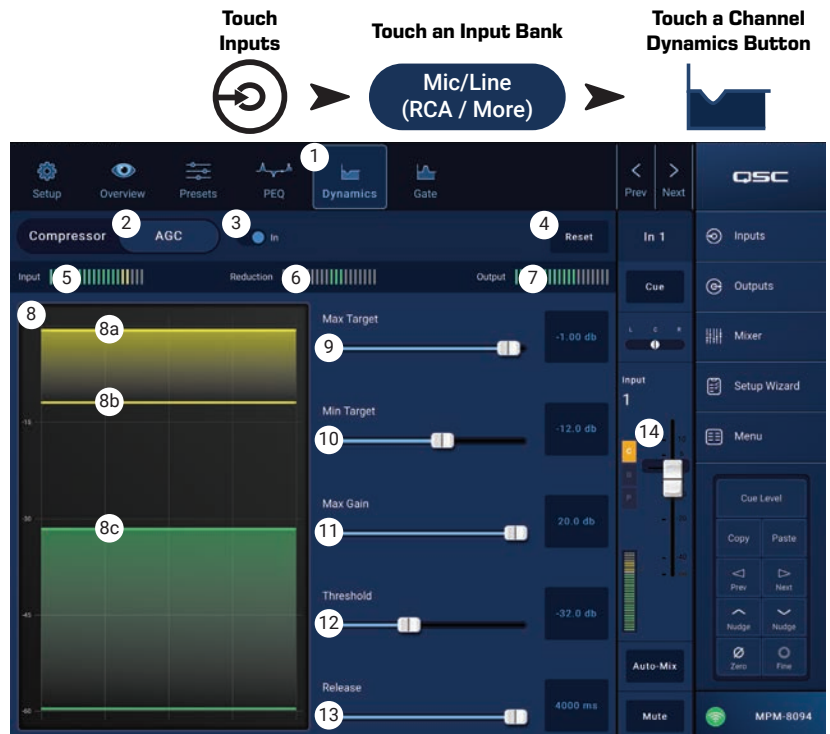 Touch
Inputs
Touch an Input Bank
Touch a Channel
Dynamics Button
Mic/Line
(RCA / More)
1
Setup
Overview
Presets
PEQ
Dynamics
Gate
Prev
Next
QSC
Compressor
2
AGC
3
In
4
Reset
In 1
Inputs
Input
5
Reduction
6
Output
7
Cue
Outputs
8
8a
8b
8c
-15
-30
-45
-60
Max Target
9
-1.00 db
Min Target
10
-12.0 db
Max Gain
11
20.0 db
Threshold
12
-32.0 db
Release
13
4000 ms
L C R
Input
1
14
10
C
Auto-Mix
Mute
Mixer
Setup Wizard
Menu
Cue Level
Copy
Paste
Prev
Next
Nudge
Nudge
Zero
Fine
MPM-8094